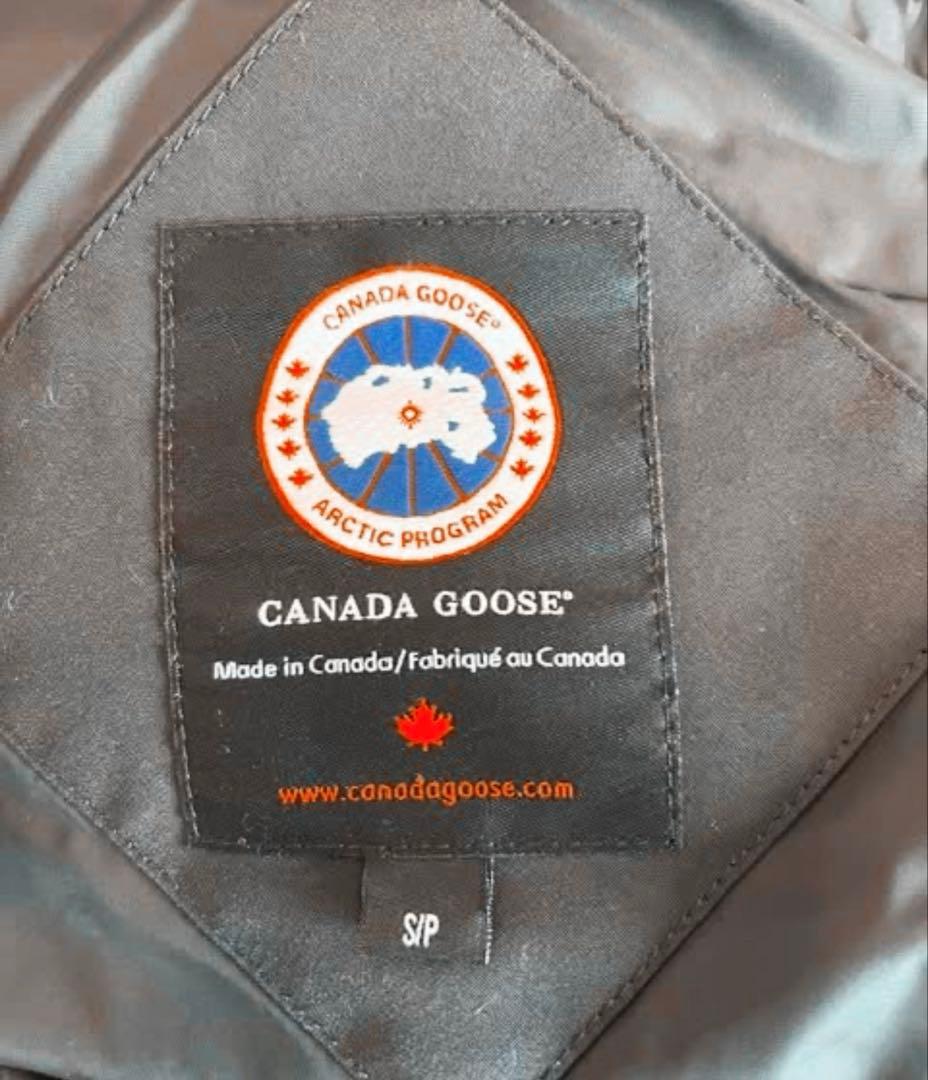 CANADA GOOSE®
ARCTIC PROGRAM
CANADA GOOSE®
Made in Canada/Fabriqué au Canada
www.canadagoose.com
S/P